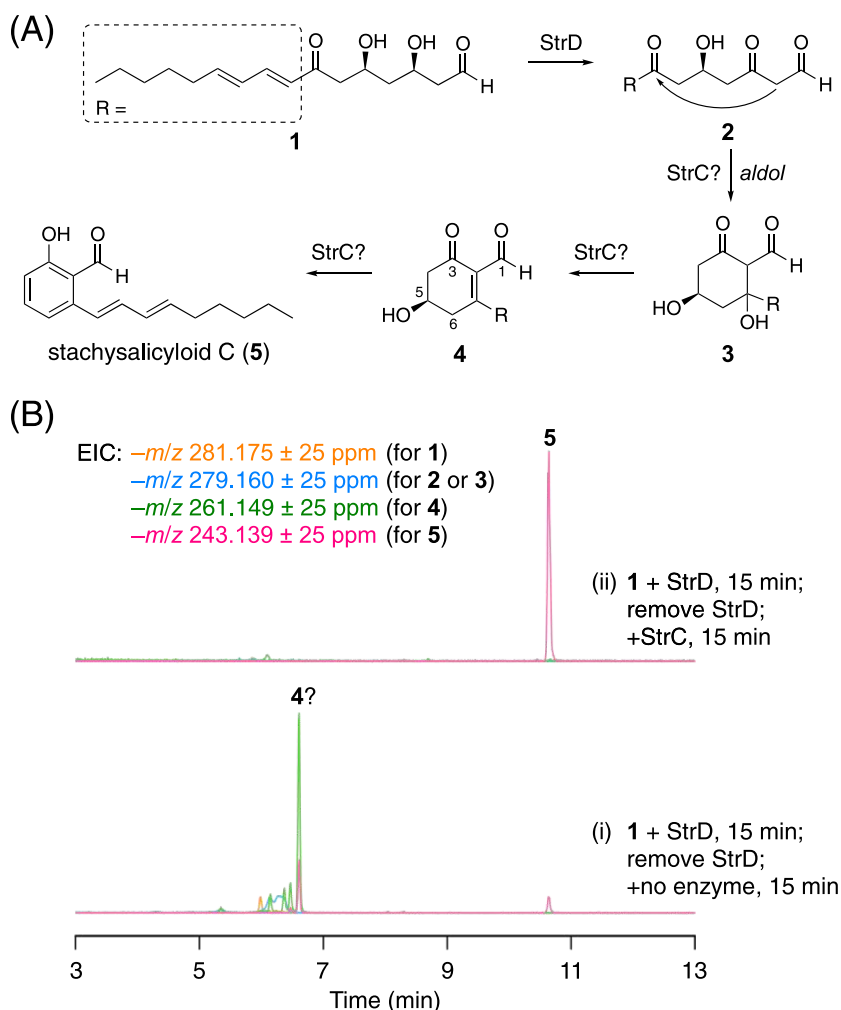 (A)
O OH OH O
H
R =
1
StrD
O OH O O
R H
2
StrC? aldol
OH O
H
stachysalicyloid C (5)
StrC?
O O
3 1 H
5
HO 6 R
4
StrC?
O O
H
HO R
OH
3
(B)
EIC: –m/z 281.175 ± 25 ppm (for 1)
–m/z 279.160 ± 25 ppm (for 2 or 3)
–m/z 261.149 ± 25 ppm (for 4)
–m/z 243.139 ± 25 ppm (for 5)
5
(ii) 1 + StrD, 15 min;
remove StrD;
+StrC, 15 min
4?
(i) 1 + StrD, 15 min;
remove StrD;
+no enzyme, 15 min
3 5 7 9 11 13
Time (min)